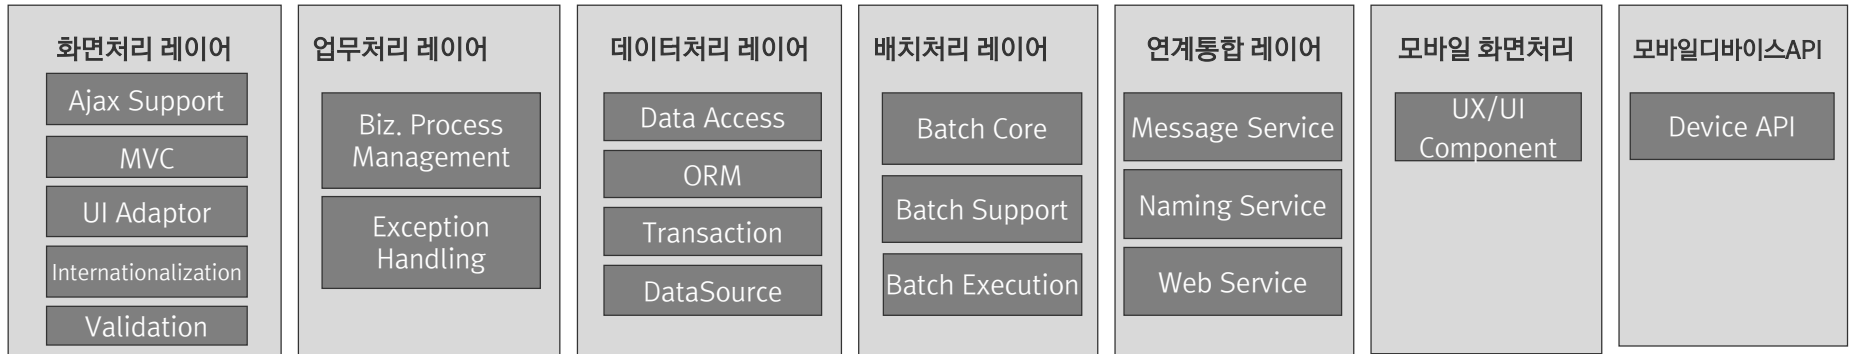 화면처리 레이어
Ajax Support
MVC
UI Adaptor
Internationalization
Validation
업무처리 레이어
Biz. Process
Management
Exception
Handling
데이터처리 레이어
Data Access
ORM
Transaction
DataSource
배치처리 레이어
Batch Core
Batch Support
Batch Execution
연계통합 레이어
Message Service
Naming Service
Web Service
모바일 화면처리
UX/UI
Component
모바일디바이스API
Device API